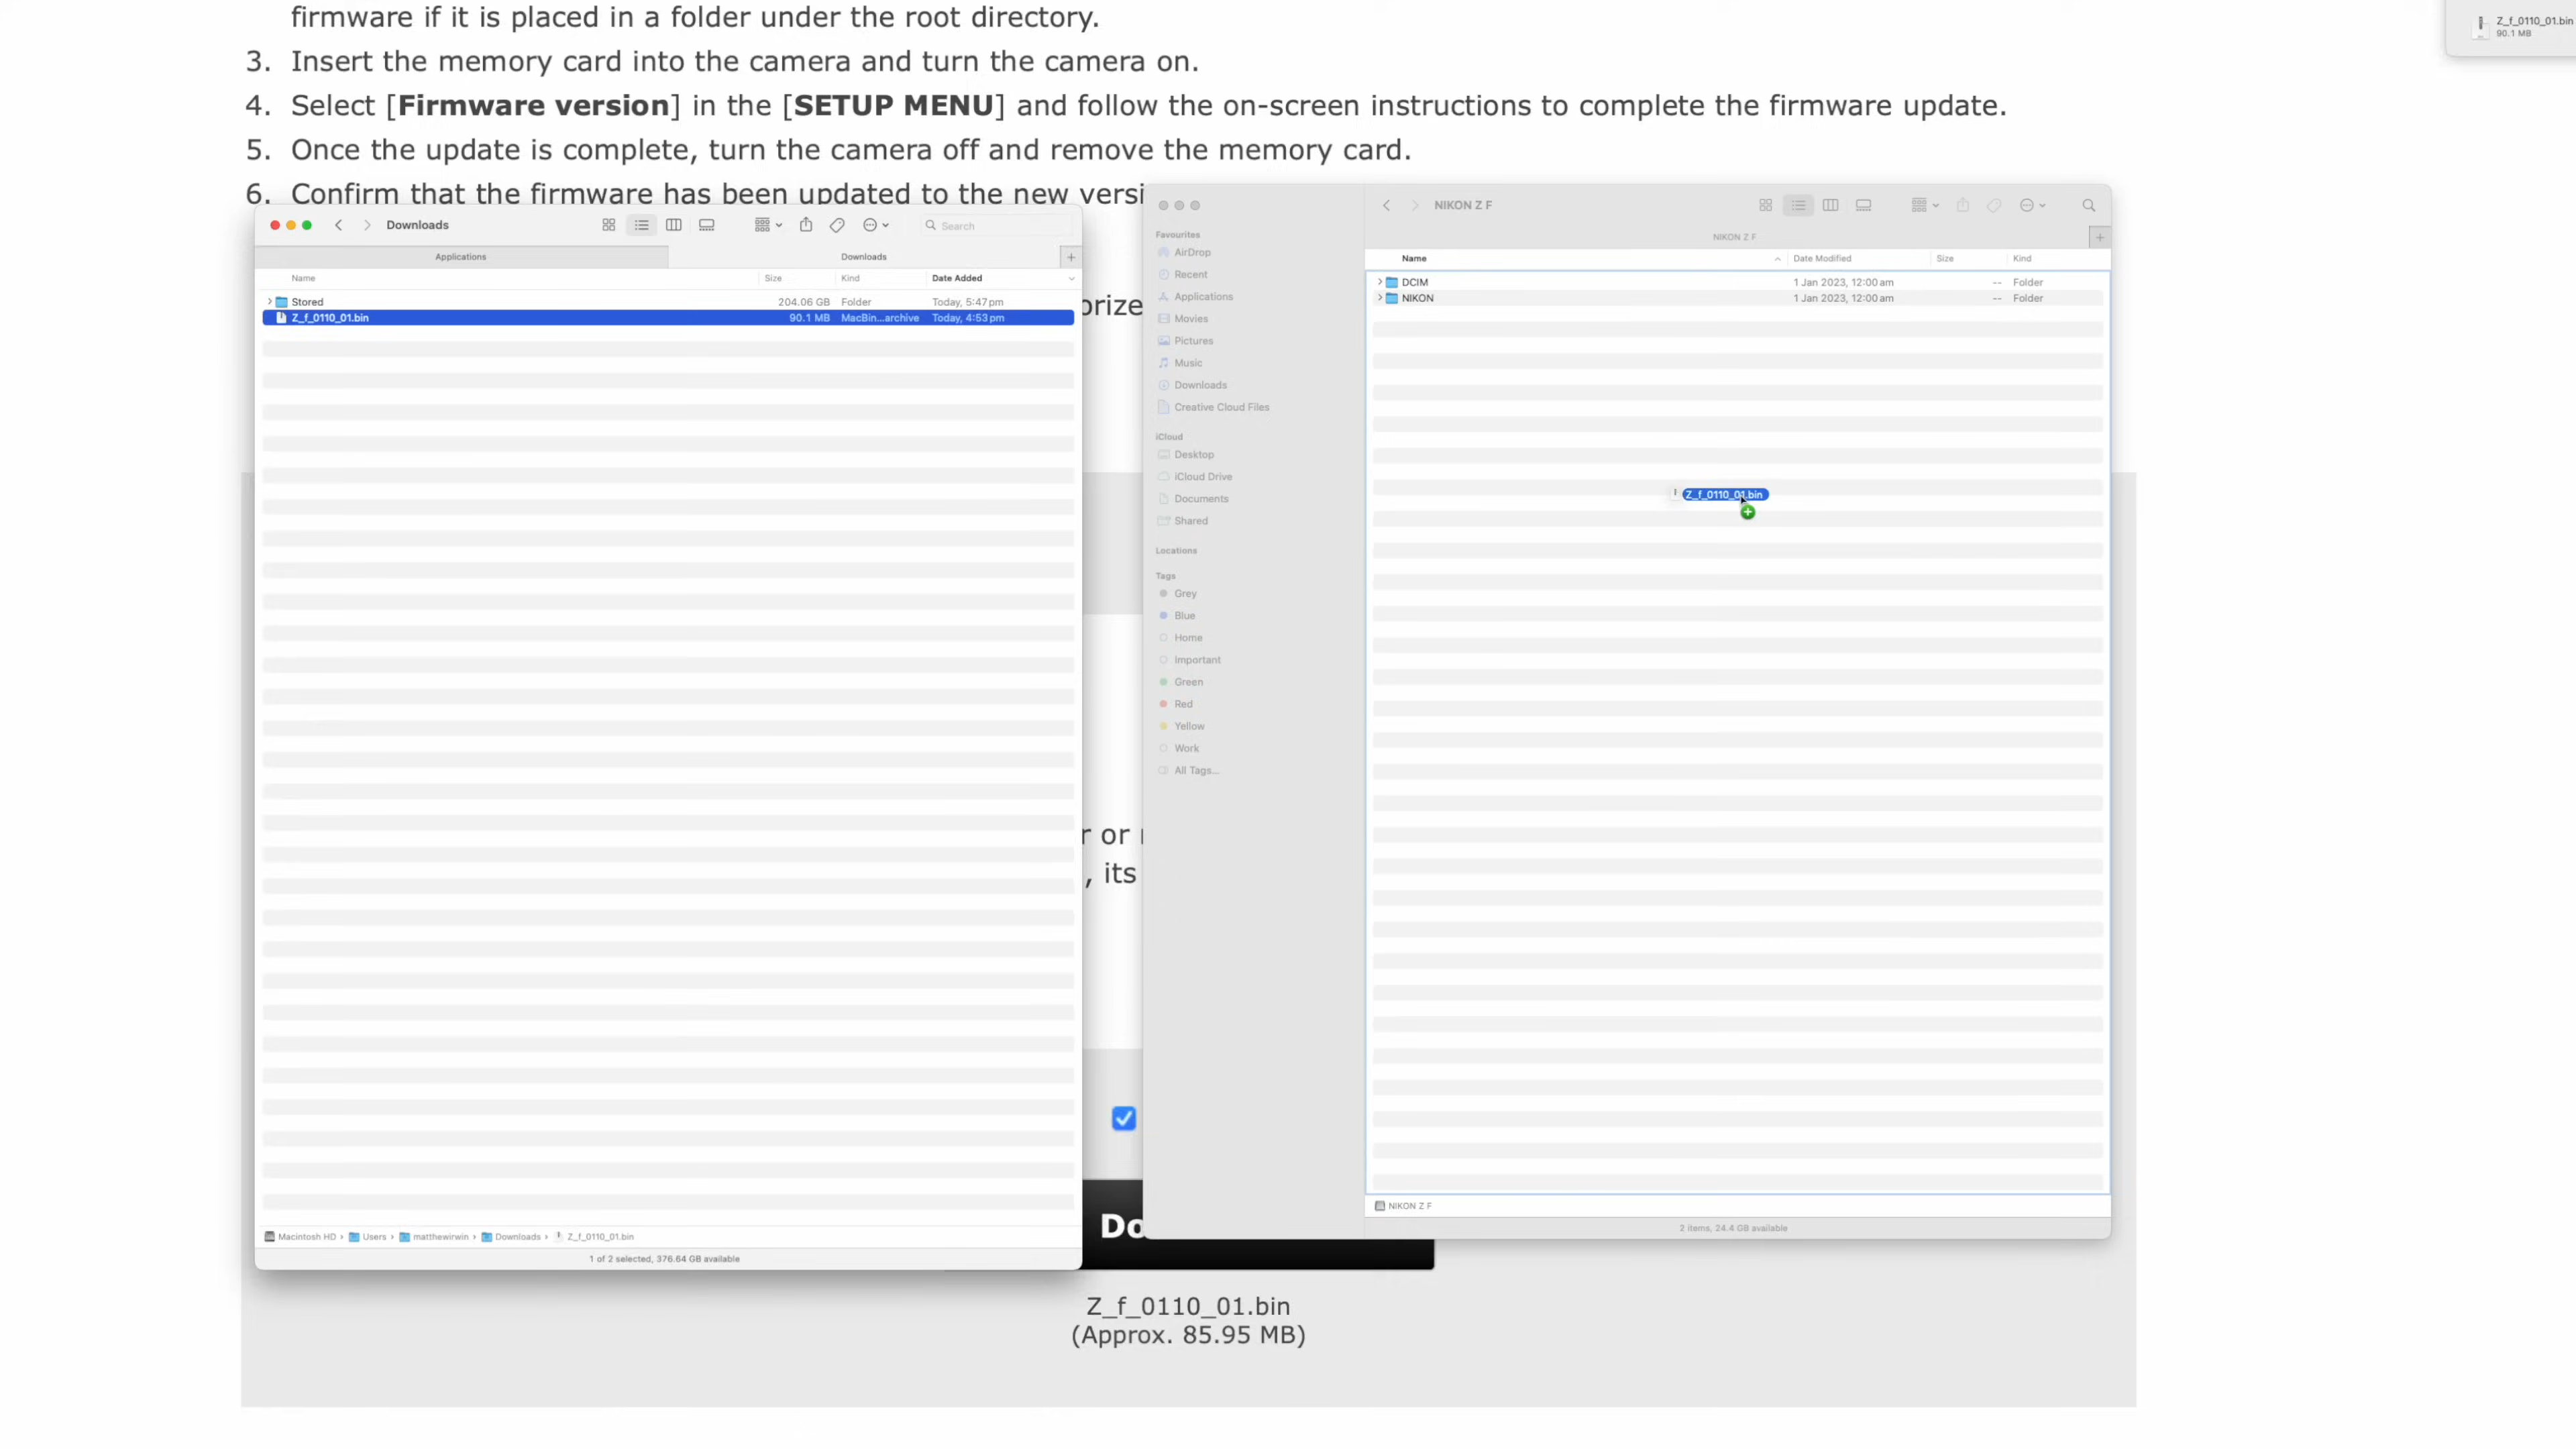 firmware if it is placed in a folder under the root directory.
3. Insert the memory card into the camera and turn the camera on.
4. Select [Firmware version] in the [SETUP MENU] and follow the on-screen instructions to complete the firmware update.
5. Once the update is complete, turn the camera off and remove the memory card.
6. Confirm that the firmware has been updated to the new versi
Z_f_0110_01.bin
90.1 MB
Downloads
Search
Applications
Downloads
Name Size Kind Date Added
Stored 204.06 GB Folder Today, 5:47 pm
Z_f_0110_01.bin 90.1 MB MacBin...archive Today, 4:53 pm
Macintosh HD › Users › matthewirwin › Downloads › Z_f_0110_01.bin
1 of 2 selected, 376.64 GB available
orize
r or
, its
NIKON Z F
Favourites
AirDrop
Recent
Applications
Movies
Pictures
Music
Downloads
Creative Cloud Files
iCloud
Desktop
iCloud Drive
Documents
Shared
Locations
Tags
Grey
Blue
Home
Important
Green
Red
Yellow
Work
All Tags...
NIKON Z F
Name Date Modified Size Kind
DCIM 1 Jan 2023, 12:00 am -- Folder
NIKON 1 Jan 2023, 12:00 am -- Folder
Z_f_0110_01.bin
NIKON Z F
2 items, 24.4 GB available
Do
Z_f_0110_01.bin
(Approx. 85.95 MB)